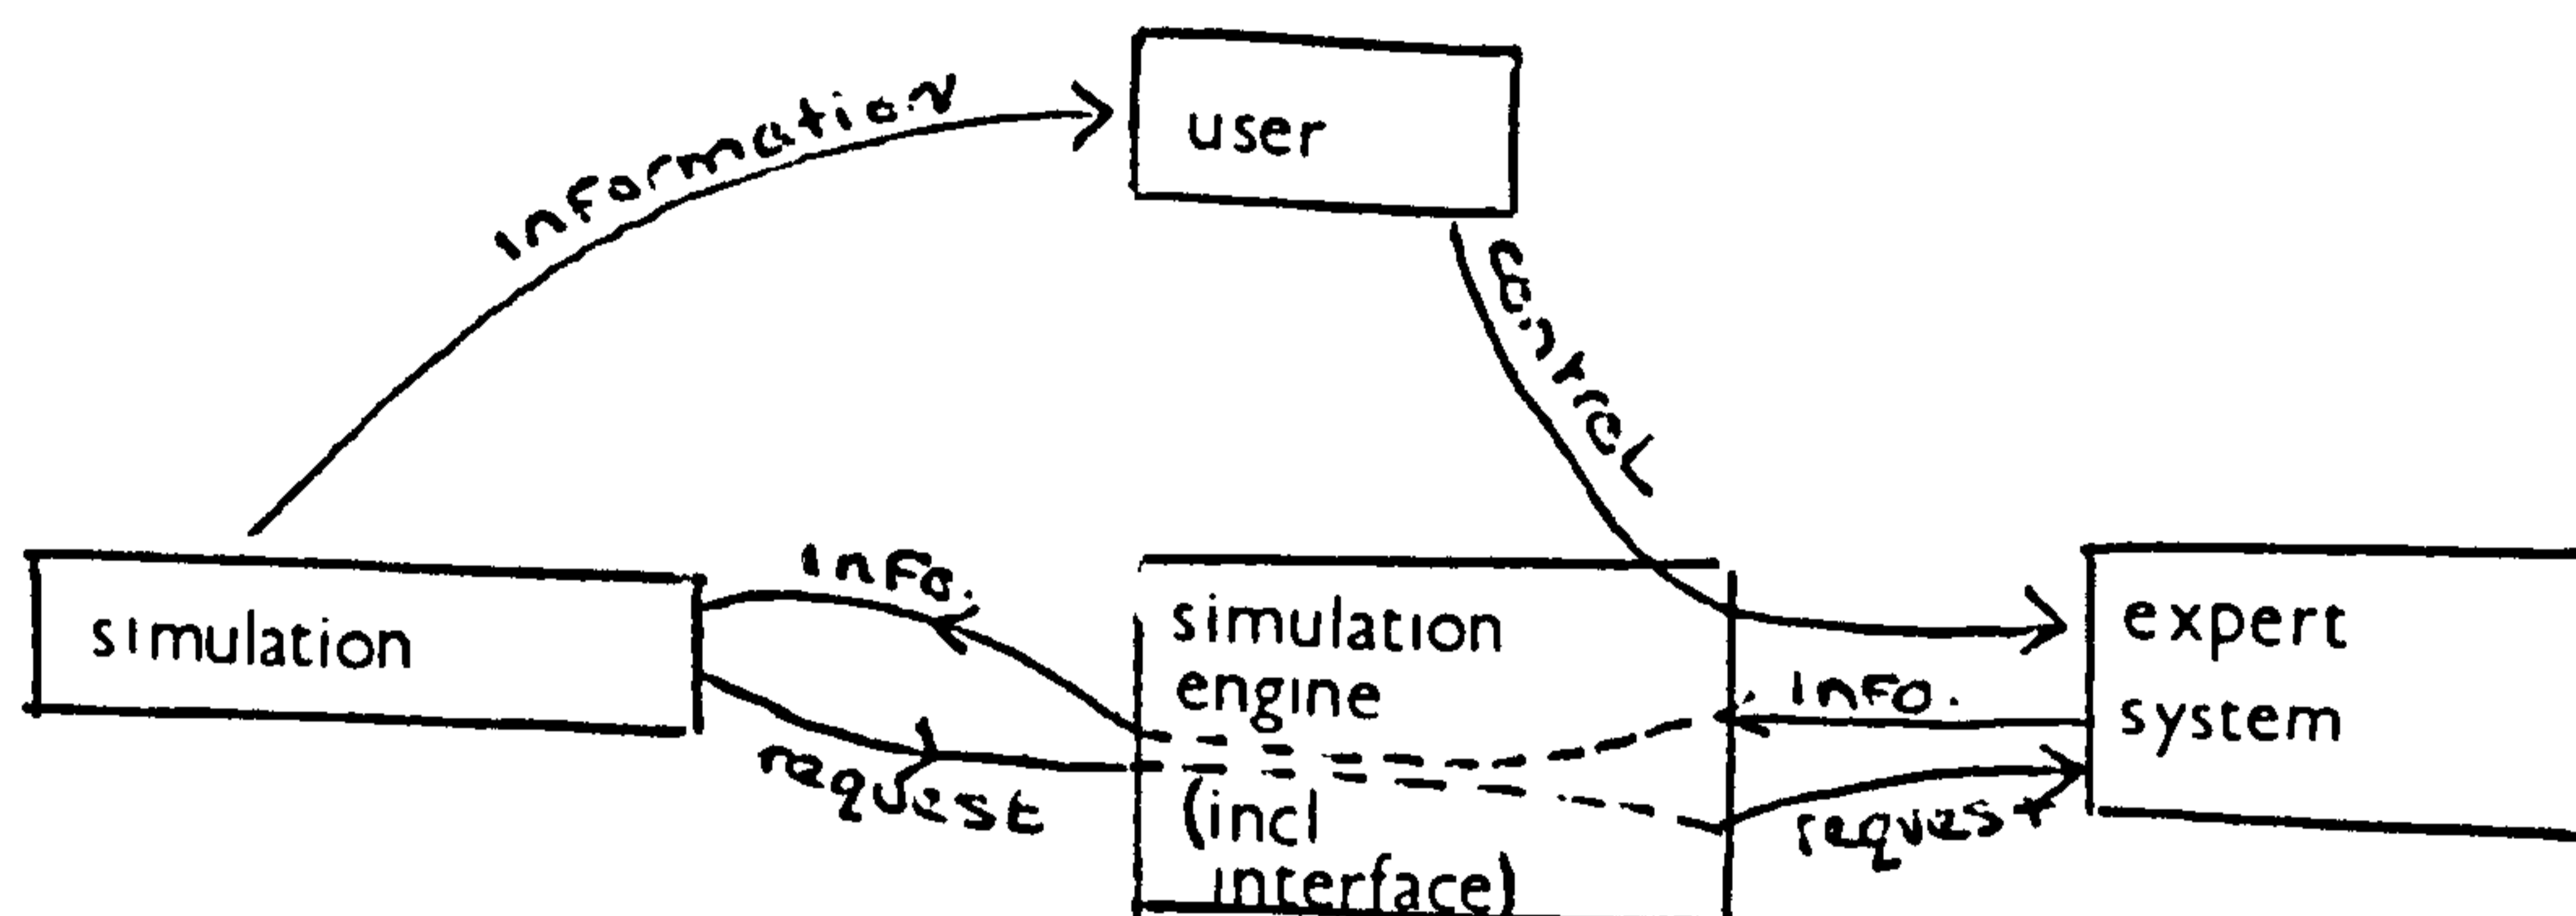 information
user
control
simulation
info.
request
simulation
engine
(incl
interface)
info.
request
expert
system